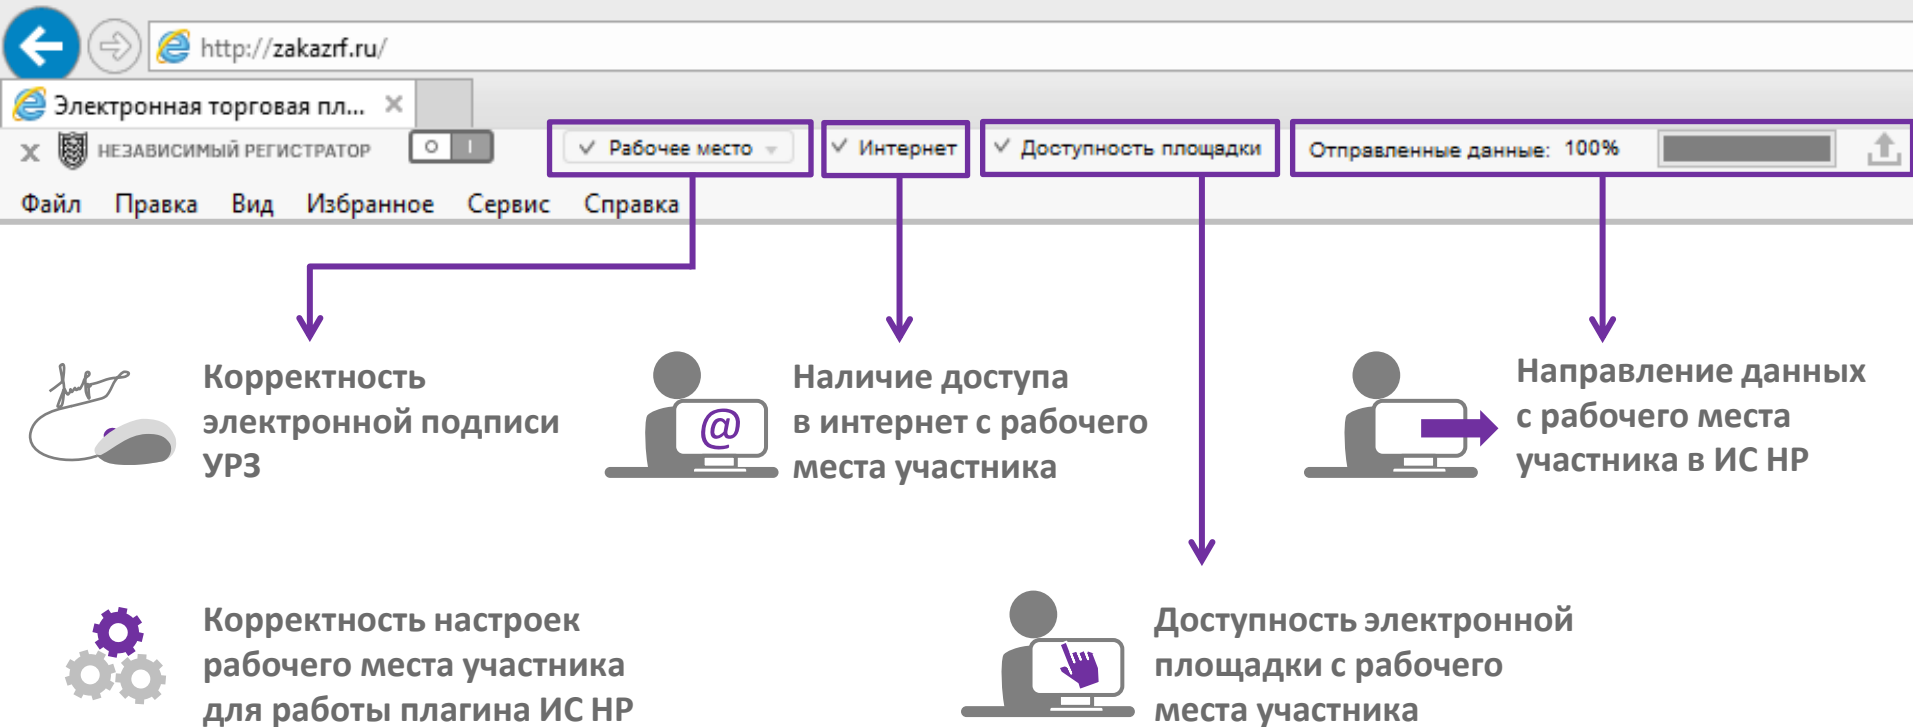 http://zakazrf.ru/
Электронная торговая пл...
НЕЗАВИСИМЫЙ РЕГИСТРАТОР
Рабочее место
Интернет
Доступность площадки
Отправленные данные: 100%
Файл Правка Вид Избранное Сервис Справка
Корректность
электронной подписи
УРЗ
@
Наличие доступа
в интернет с рабочего
места участника
Направление данных
с рабочего места
участника в ИС НР
Корректность настроек
рабочего места участника
для работы плагина ИС НР
Доступность электронной
площадки с рабочего
места участника